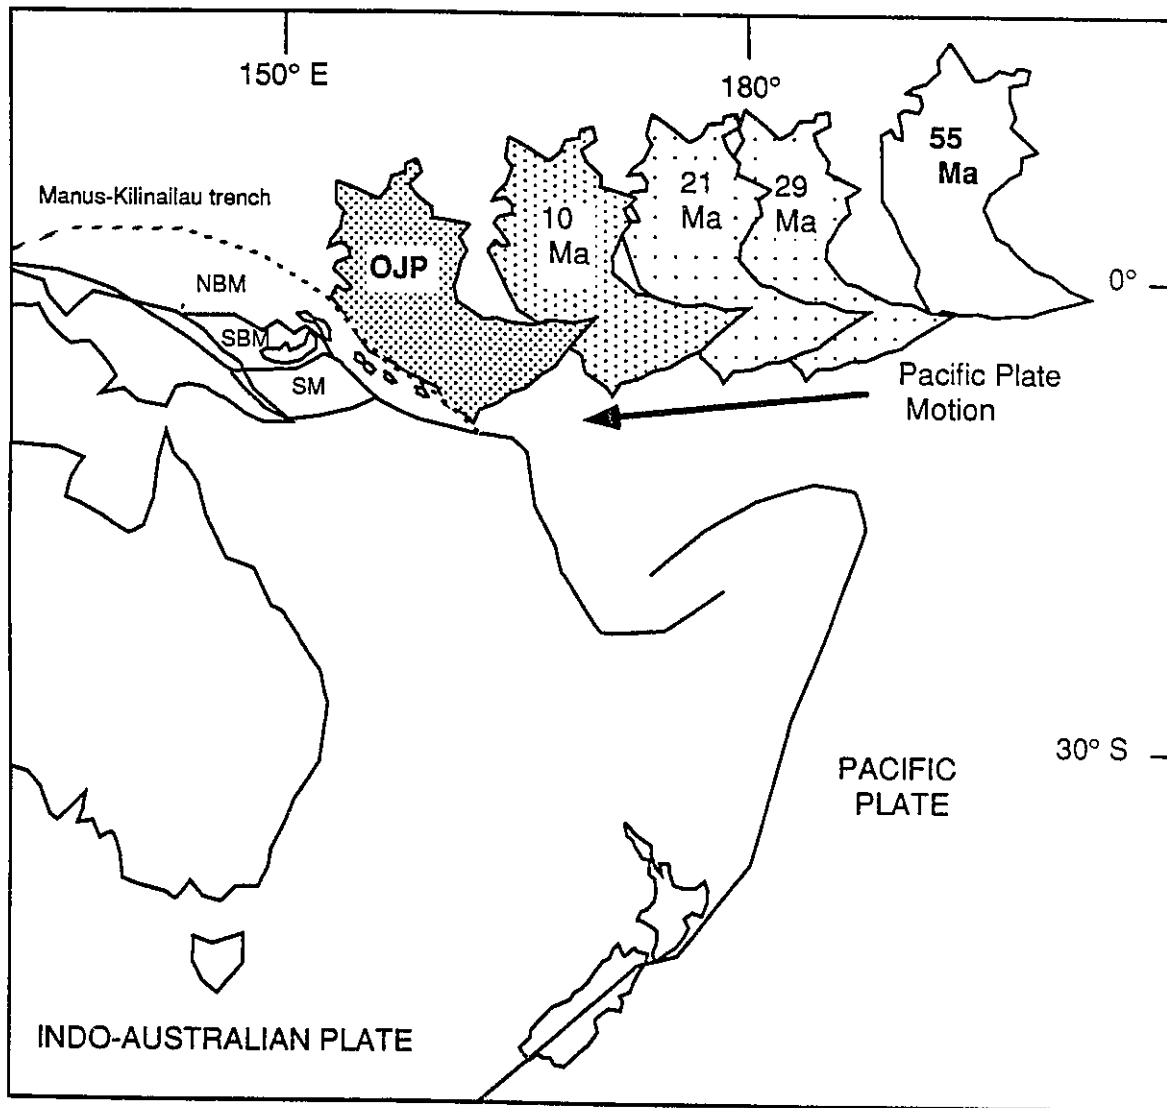 150° E
180°
55
Ma
Manus-Kilinailau trench
21
Ma
29
Ma
10
Ma
OJP
NBM
0°
SBM
SM
Pacific Plate
Motion
30° S
PACIFIC
PLATE
INDO-AUSTRALIAN PLATE